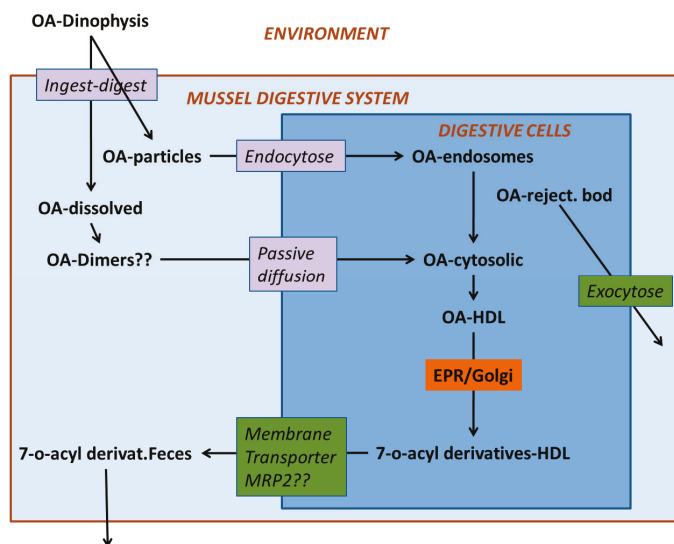 OA-Dinophysis
ENVIRONMENT
Ingest-digest
MUSSEL DIGESTIVE SYSTEM
DIGESTIVE CELLS
OA-particles
Endocytose
OA-endosomes
OA-reject. bod
OA-dissolved
OA-Dimers??
Passive
diffusion
OA-cytosolic
Exocytose
OA-HDL
EPR/Golgi
Membrane
Transporter
MRP2??
7-o-acyl derivat.Feces
7-o-acyl derivatives-HDL